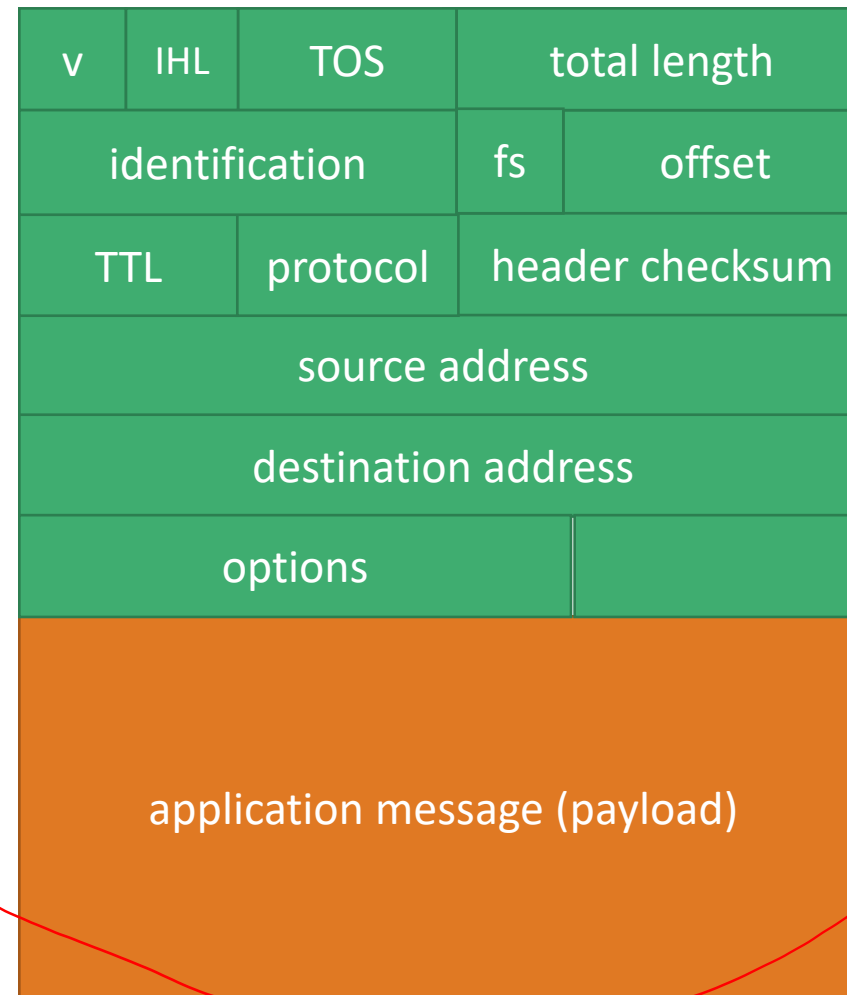 v IHL TOS total length
identification fs offset
TTL protocol header checksum
source address
destination address
options
application message (payload)